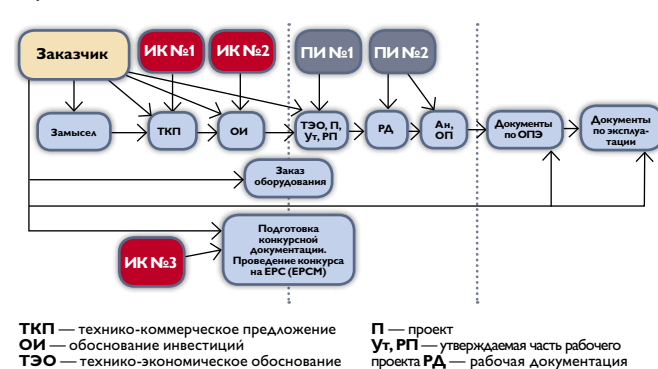 Заказчик
ИК №1
ИК №2
ПИ №1
ПИ №2
Замысел
ТКП
ОИ
ТЭО, П,
Ут, РП
РД
Ан,
ОП
Документы
по ОПЭ
Документы
по эксплуа-
тации
Заказ
оборудования
ИК №3
Подготовка
конкурсной
документации.
Проведение конкурса
на EPC (EPCM)
ТКП — технико-коммерческое предложение
ОИ — обоснование инвестиций
ТЭО — технико-экономическое обоснование
П — проект
Ут, РП — утверждаемая часть рабочего
проекта РД — рабочая документация